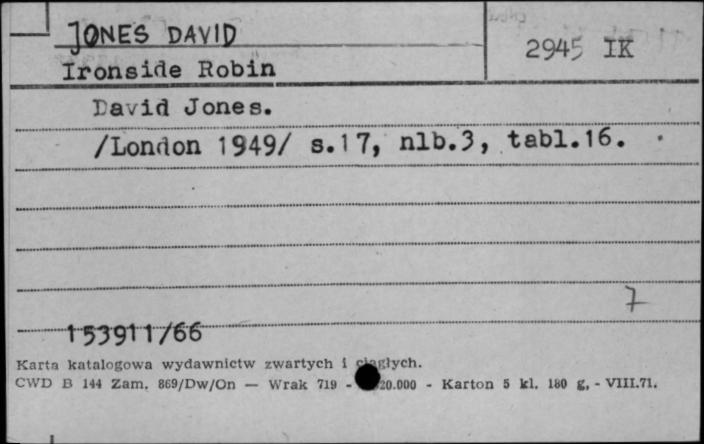 JONES DAVID
2945 IK
Ironside Robin
David Jones.
/London 1949/ s.17, nlb.3, tabl.16.
7
153911/66
Karta katalogowa wydawnictw zwartych i ciągłych.
CWD B 144 Zam. 869/Dw/On — Wrak 719 - 20.000 - Karton 5 kl. 180 g. - VIII.71.